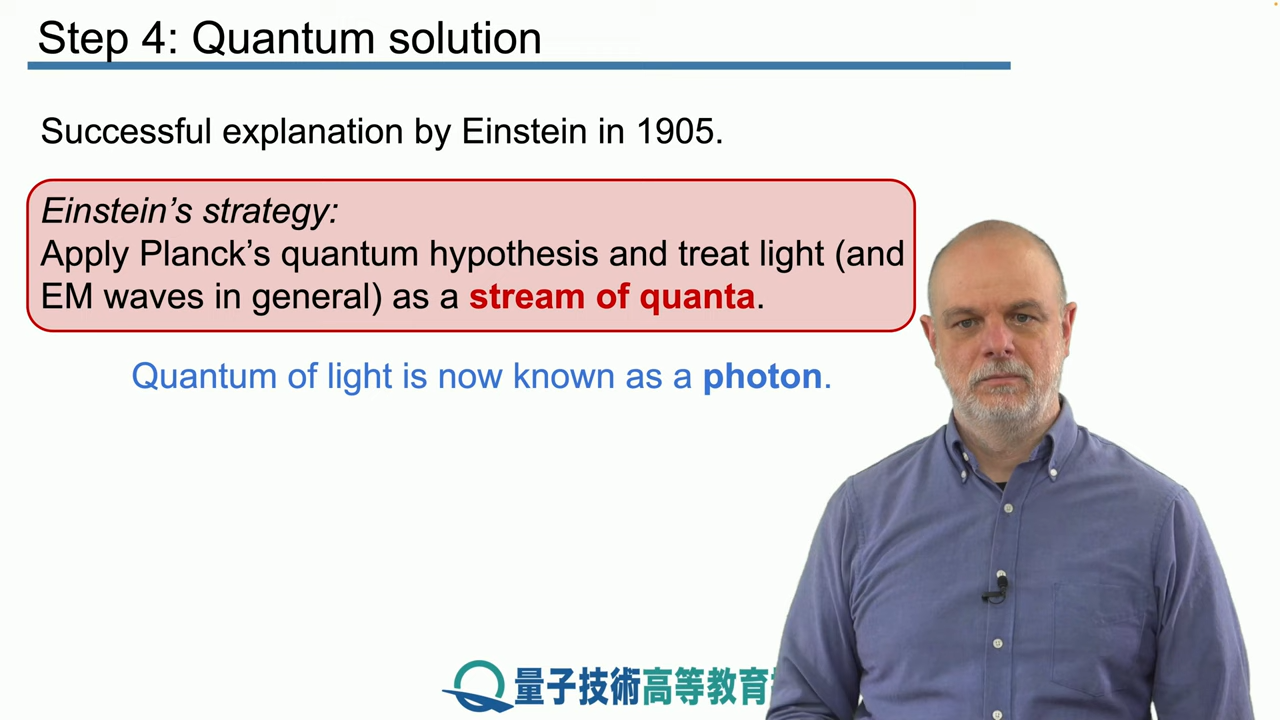 Step 4: Quantum solution
Successful explanation by Einstein in 1905.
Einstein's strategy:
Apply Planck's quantum hypothesis and treat light (and
EM waves in general) as a stream of quanta.
Quantum of light is now known as a photon.
量子技術高等教育